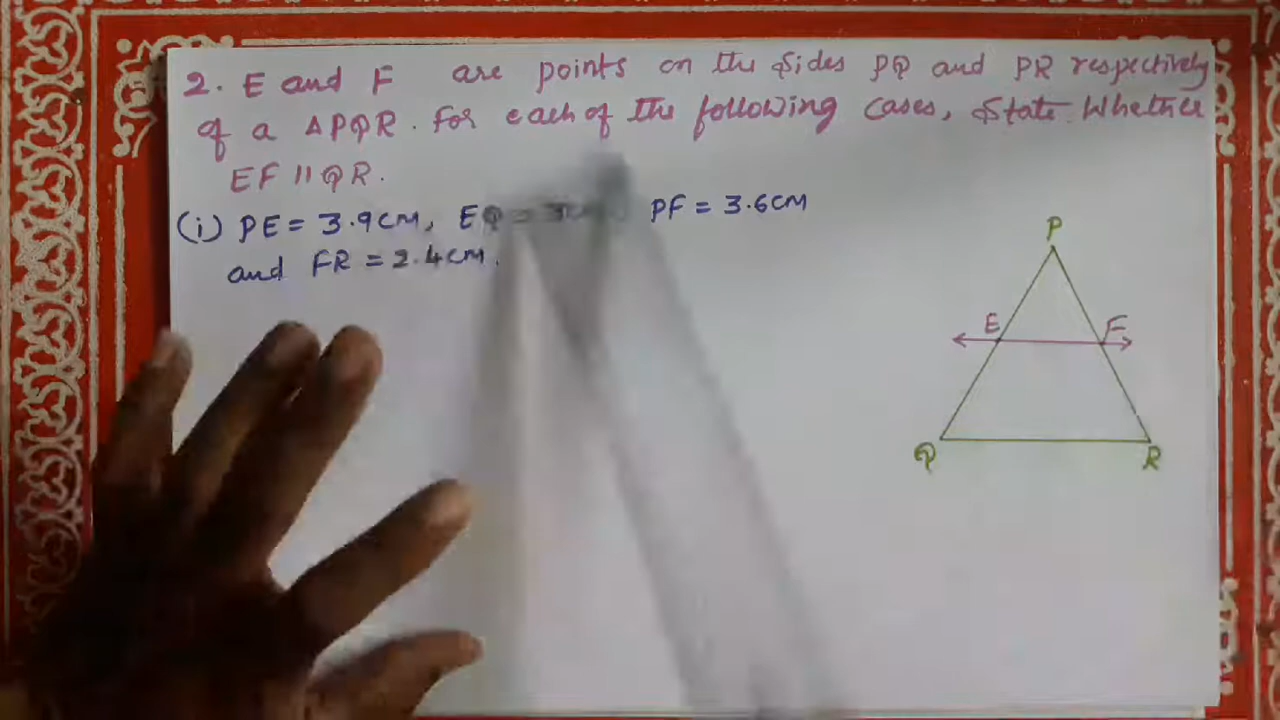 2. E and F are points on the sides PQ and PR respectively
of a △PQR. For each of the following cases, State Whether
EF || QR.
(i) PE = 3.9CM, EQ = PF = 3.6CM
and FR = 2.4CM.
P
E F
Q R